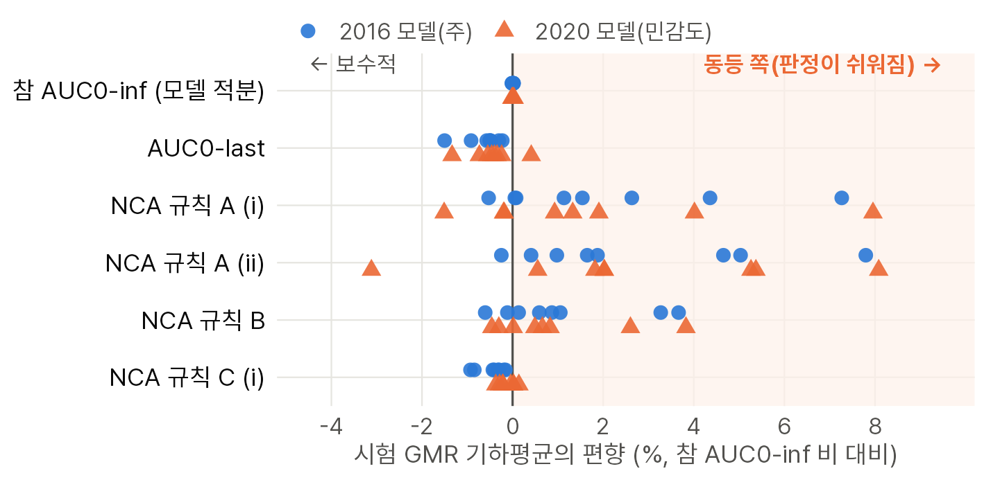 2016 모델(주)
2020 모델(민감도)
← 보수적
동등 쪽(판정이 쉬워짐) →
참 AUC0-inf (모델 적분)
AUC0-last
NCA 규칙 A (i)
NCA 규칙 A (ii)
NCA 규칙 B
NCA 규칙 C (i)
-4 -2 0 2 4 6 8
시험 GMR 기하평균의 편향 (%, 참 AUC0-inf 비 대비)